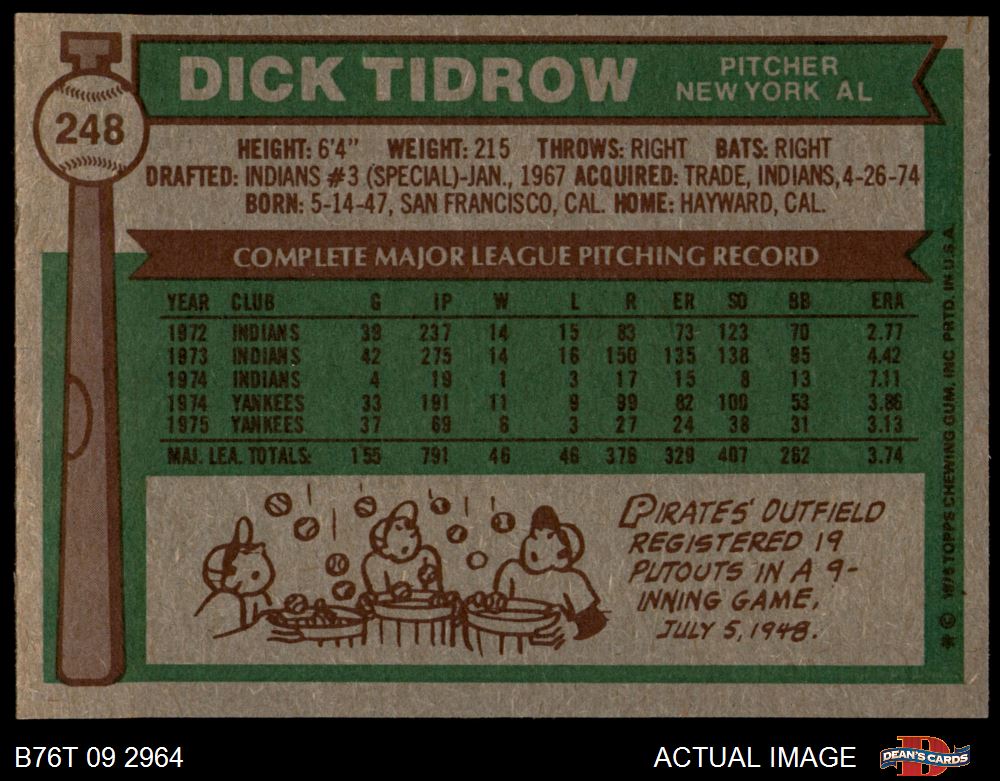 248
DICK TIDROW
PITCHER
NEW YORK AL
HEIGHT: 6'4" WEIGHT: 215 THROWS: RIGHT BATS: RIGHT
DRAFTED: INDIANS #3 (SPECIAL)-JAN., 1967 ACQUIRED: TRADE, INDIANS, 4-26-74
BORN: 5-14-47, SAN FRANCISCO, CAL. HOME: HAYWARD, CAL.
COMPLETE MAJOR LEAGUE PITCHING RECORD
YEAR CLUB G IP W L R ER SO BB ERA
1972 INDIANS 39 237 14 15 83 73 123 70 2.77
1973 INDIANS 42 275 14 16 150 135 138 95 4.42
1974 INDIANS 4 19 1 3 17 15 8 13 7.11
1974 YANKEES 33 191 11 9 99 82 100 53 3.86
1975 YANKEES 37 69 6 3 27 24 38 31 3.13
MAJ. LEA. TOTALS: 155 791 46 46 376 329 407 262 3.74
PIRATES' OUTFIELD
REGISTERED 19
PUTOUTS IN A 9-
INNING GAME,
JULY 5, 1948.
* © 1976 TOPPS CHEWING GUM, INC. PRTD. IN U.S.A.
B76T 09 2964
ACTUAL IMAGE
DEAN'S CARDS